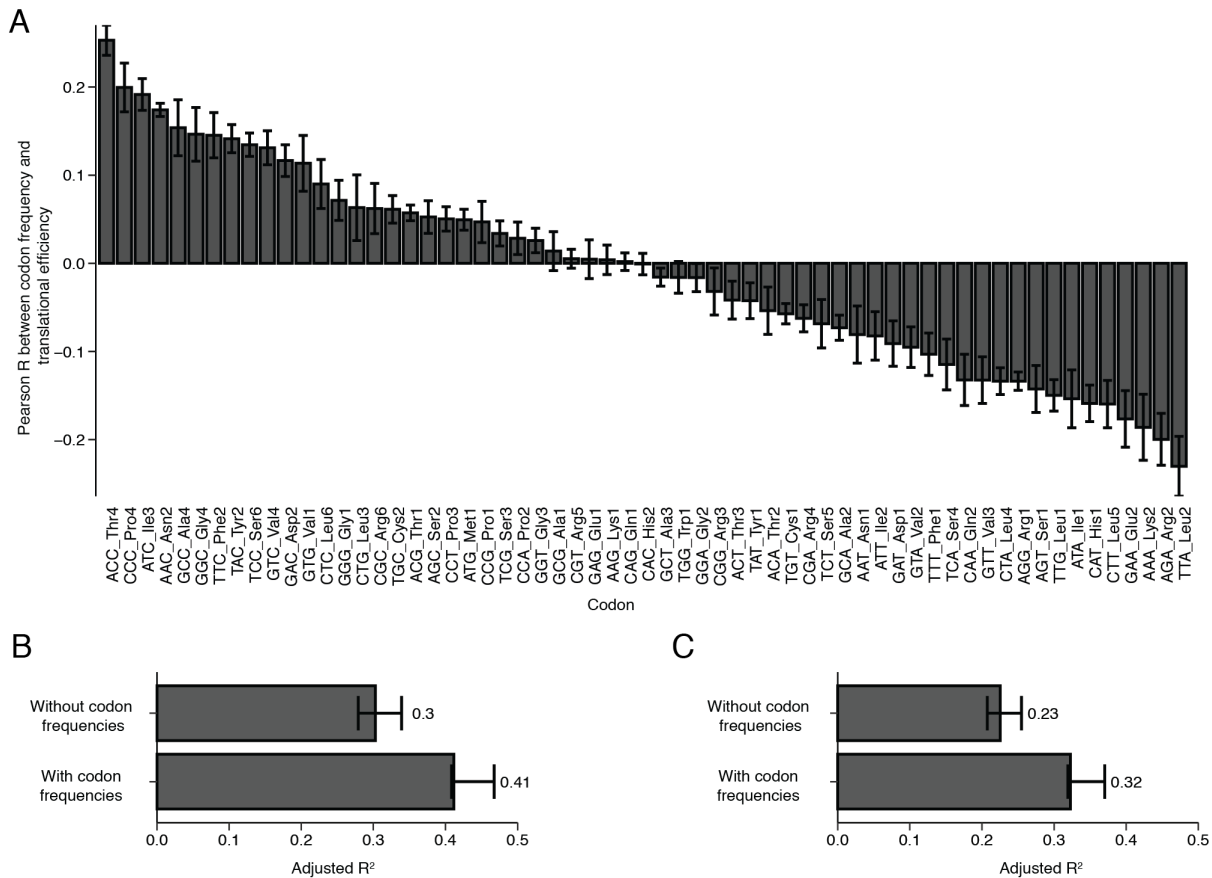 A
0.2
0.1
0.0
−0.1
−0.2
Pearson R between codon frequency and
translational efficiency
ACC_Thr4
CCC_Pro4
ATC_Ile3
AAC_Asn2
GCC_Ala4
GGC_Gly4
TTC_Phe2
TAC_Tyr2
TCC_Ser6
GTC_Val4
GAC_Asp2
GTG_Val1
CTC_Leu6
GGG_Gly1
CTG_Leu3
CGC_Arg6
TGC_Cys2
ACG_Thr1
AGC_Ser2
CCT_Pro3
ATG_Met1
CCG_Pro1
TCG_Ser3
CCA_Pro2
GGT_Gly3
GCG_Ala1
CGT_Arg5
GAG_Glu1
AAG_Lys1
CAG_Gln1
CAC_His2
GCT_Ala3
TGG_Trp1
GGA_Gly2
CGG_Arg3
ACT_Thr3
TAT_Tyr1
ACA_Thr2
TGT_Cys1
CGA_Arg4
TCT_Ser5
GCA_Ala2
AAT_Asn1
ATT_Ile2
GAT_Asp1
GTA_Val2
TTT_Phe1
TCA_Ser4
CAA_Gln2
GTT_Val3
CTA_Leu4
AGG_Arg1
AGT_Ser1
TTG_Leu1
ATA_Ile1
CAT_His1
CTT_Leu5
GAA_Glu2
AAA_Lys2
AGA_Arg2
TTA_Leu2
Codon
B
Without codon
frequencies
0.3
With codon
frequencies
0.41
0.0 0.1 0.2 0.3 0.4 0.5
Adjusted R²
C
Without codon
frequencies
0.23
With codon
frequencies
0.32
0.0 0.1 0.2 0.3 0.4 0.5
Adjusted R²